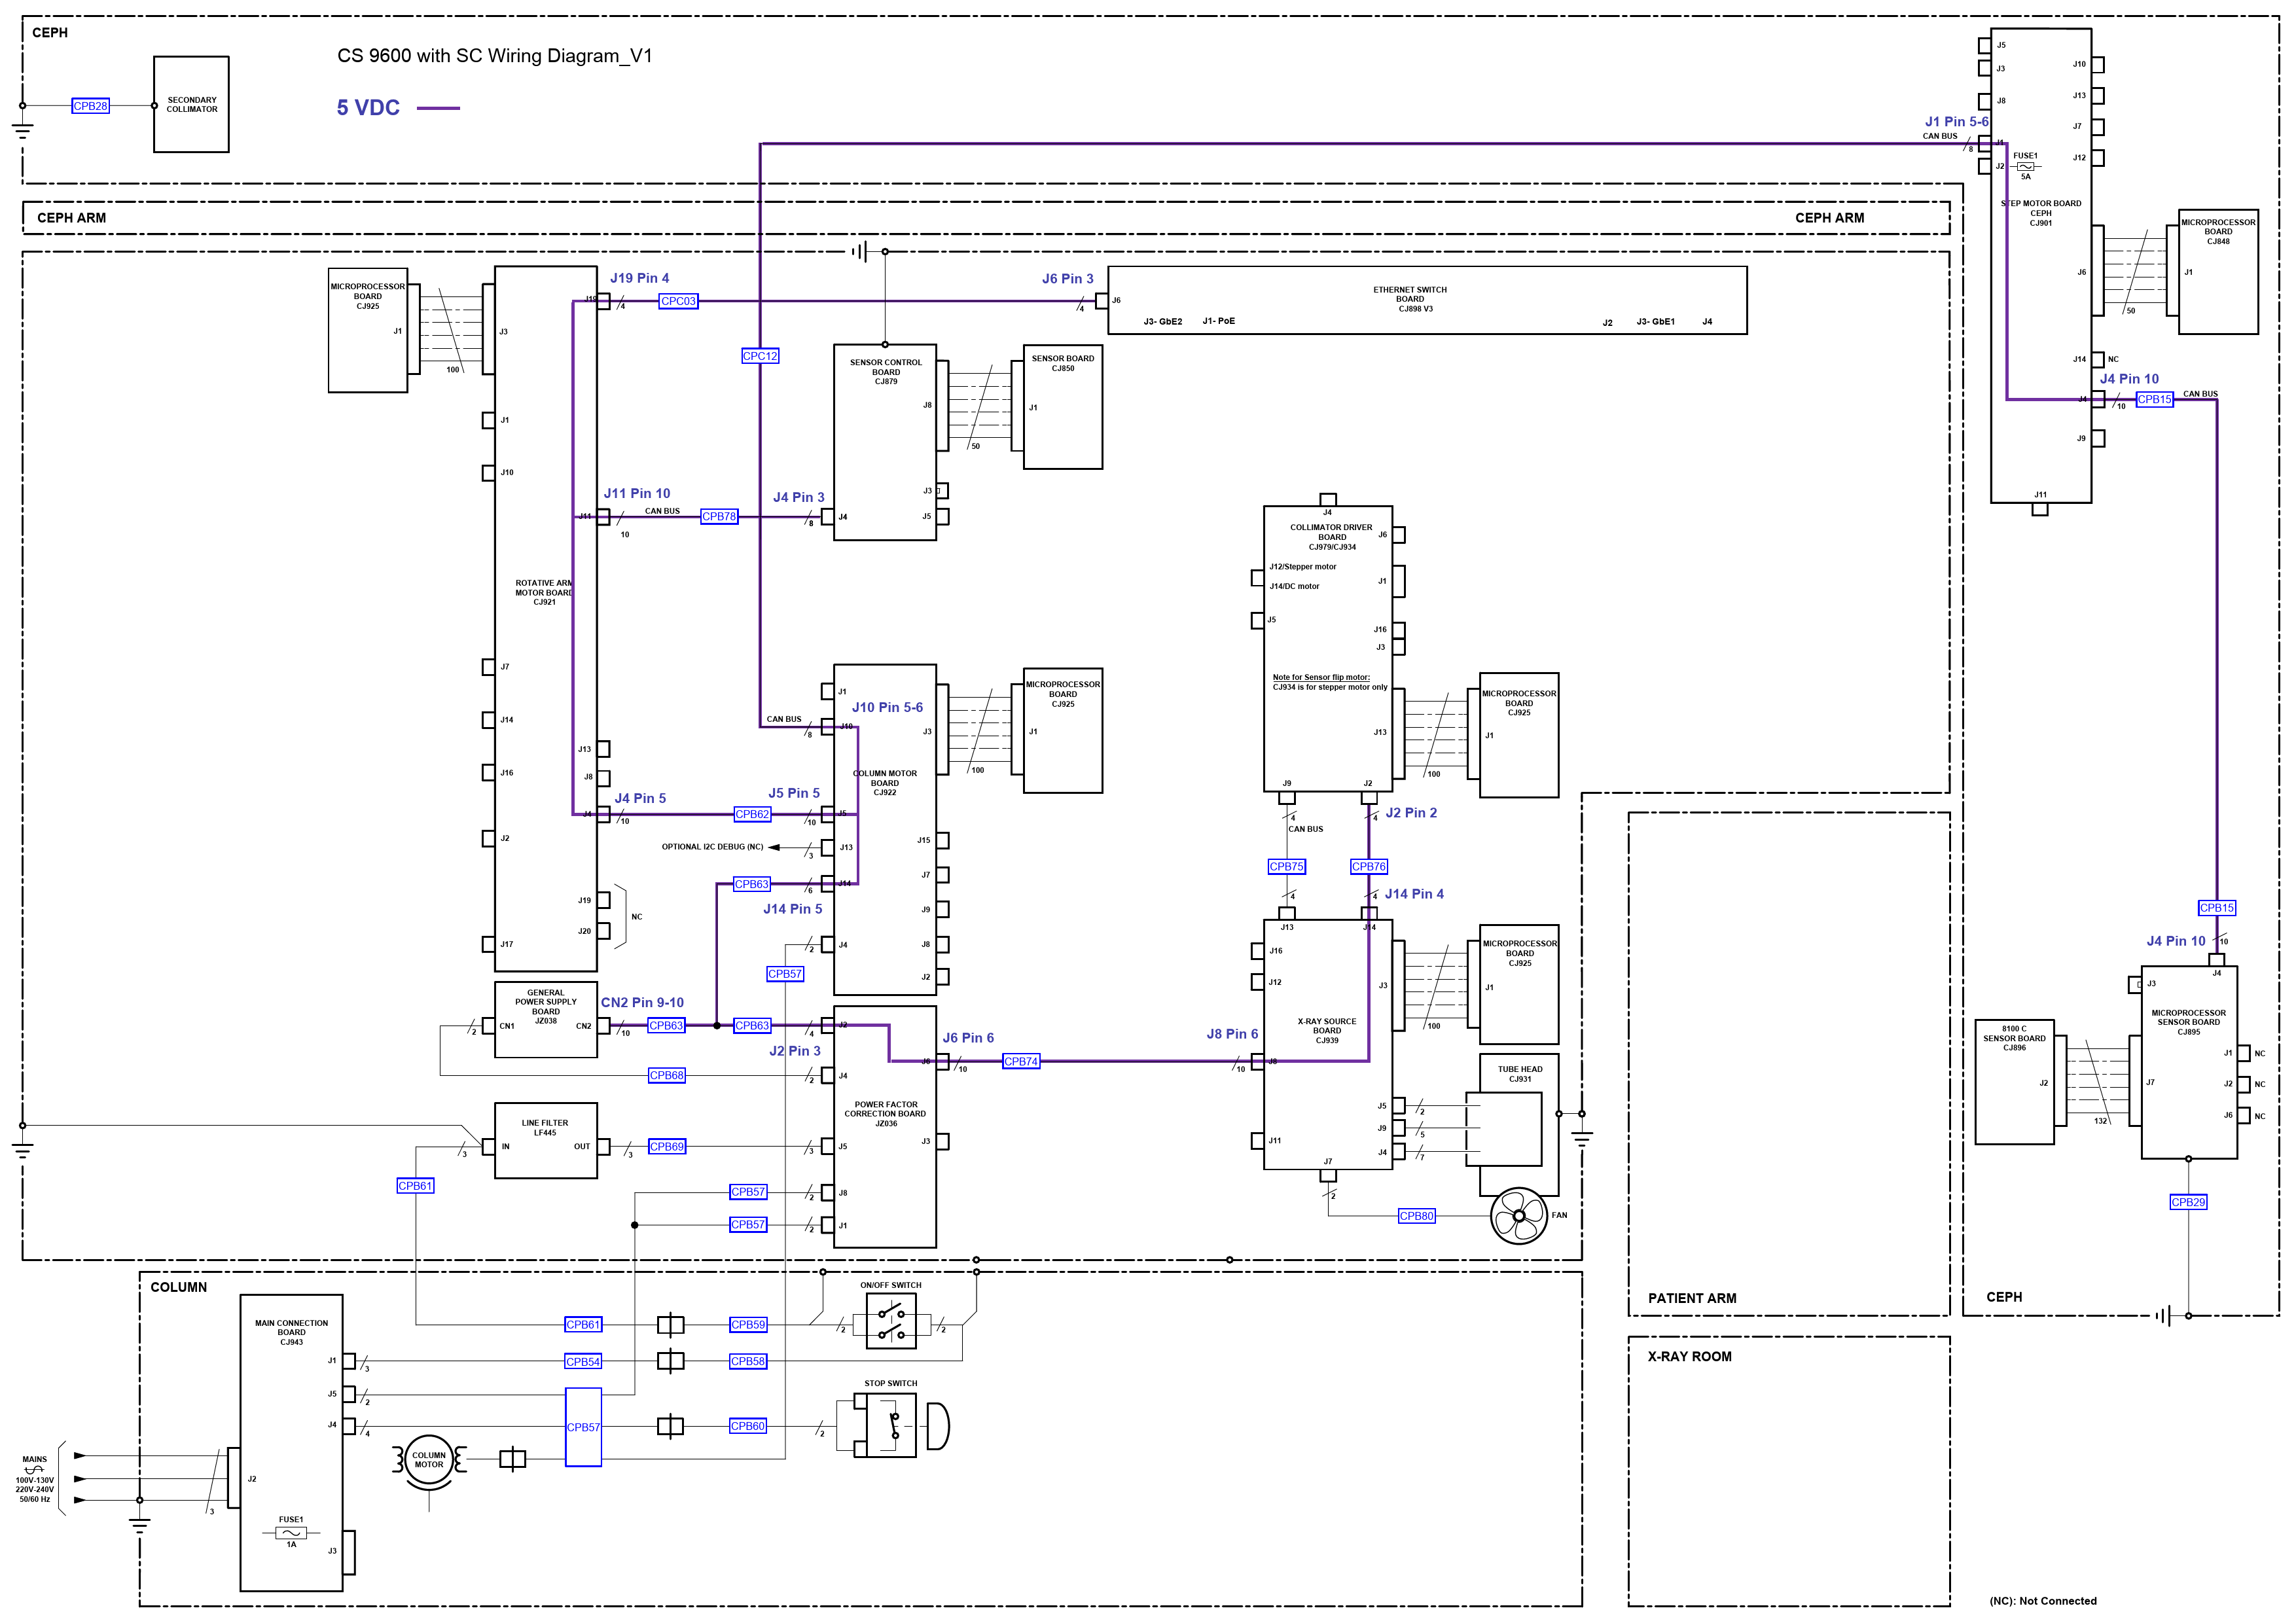 CEPH
CS 9600 with SC Wiring Diagram_V1
5 VDC
CPB28
SECONDARY
COLLIMATOR
J5
J3
J8
J1 Pin 5-6
CAN BUS
8
J1
J2
FUSE1
5A
J10
J13
J7
J12
STEP MOTOR BOARD
CEPH
CJ901
J6
50
MICROPROCESSOR
BOARD
CJ848
J1
J14
NC
J4 Pin 10
J4
10
CPB15
CAN BUS
J9
J11
CEPH ARM
CEPH ARM
MICROPROCESSOR
BOARD
CJ925
J1
100
J3
J19
J19 Pin 4
4
CPC03
J6 Pin 3
4
J6
ETHERNET SWITCH
BOARD
CJ898 V3
J3- GbE2
J1- PoE
J2
J3- GbE1
J4
CPC12
SENSOR CONTROL
BOARD
CJ879
J8
50
SENSOR BOARD
CJ850
J1
J3
J5
J4
J1
J10
J11 Pin 10
J11
10
CAN BUS
CPB78
J4 Pin 3
8
ROTATIVE ARM
MOTOR BOARD
CJ921
J7
J14
J16
J2
J17
J13
J8
J4
J4 Pin 5
10
CPB62
J5 Pin 5
10
J19
J20
NC
J1
J10 Pin 5-6
CAN BUS
8
J10
J3
100
MICROPROCESSOR
BOARD
CJ925
J1
COLUMN MOTOR
BOARD
CJ922
J5
OPTIONAL I2C DEBUG (NC)
3
J13
J15
CPB63
6
J14
J14 Pin 5
J7
J9
2
J4
J8
J2
CPB57
J4
COLLIMATOR DRIVER
BOARD
CJ979/CJ934
J6
J12/Stepper motor
J14/DC motor
J1
J5
J16
J3
Note for Sensor flip motor:
CJ934 is for stepper motor only
J13
100
MICROPROCESSOR
BOARD
CJ925
J1
J9
J2
4
CAN BUS
4
J2 Pin 2
CPB75
CPB76
4
4
J14 Pin 4
J13
J14
J16
J12
J3
100
MICROPROCESSOR
BOARD
CJ925
J1
X-RAY SOURCE
BOARD
CJ939
J8 Pin 6
10
J8
J11
J7
J5
J9
J4
2
5
7
TUBE HEAD
CJ931
2
CPB80
FAN
GENERAL
POWER SUPPLY
BOARD
JZ038
CN1
CN2
2
CN2 Pin 9-10
10
CPB63
CPB63
4
J2
J2 Pin 3
J6
J6 Pin 6
10
CPB74
CPB68
2
J4
POWER FACTOR
CORRECTION BOARD
JZ036
LINE FILTER
LF445
IN
OUT
3
3
CPB69
3
J5
J3
CPB61
CPB57
2
J8
CPB57
2
J1
CPB15
J4 Pin 10
10
J4
J3
MICROPROCESSOR
SENSOR BOARD
CJ895
8100 C
SENSOR BOARD
CJ896
J2
132
J7
J1
NC
J2
NC
J6
NC
CPB29
CEPH
PATIENT ARM
X-RAY ROOM
COLUMN
MAIN CONNECTION
BOARD
CJ943
CPB61
CPB59
ON/OFF SWITCH
2
2
J1
3
CPB54
CPB58
J5
2
J4
4
CPB57
CPB60
STOP SWITCH
2
COLUMN
MOTOR
MAINS
100V-130V
220V-240V
50/60 Hz
3
J2
FUSE1
1A
J3
(NC): Not Connected